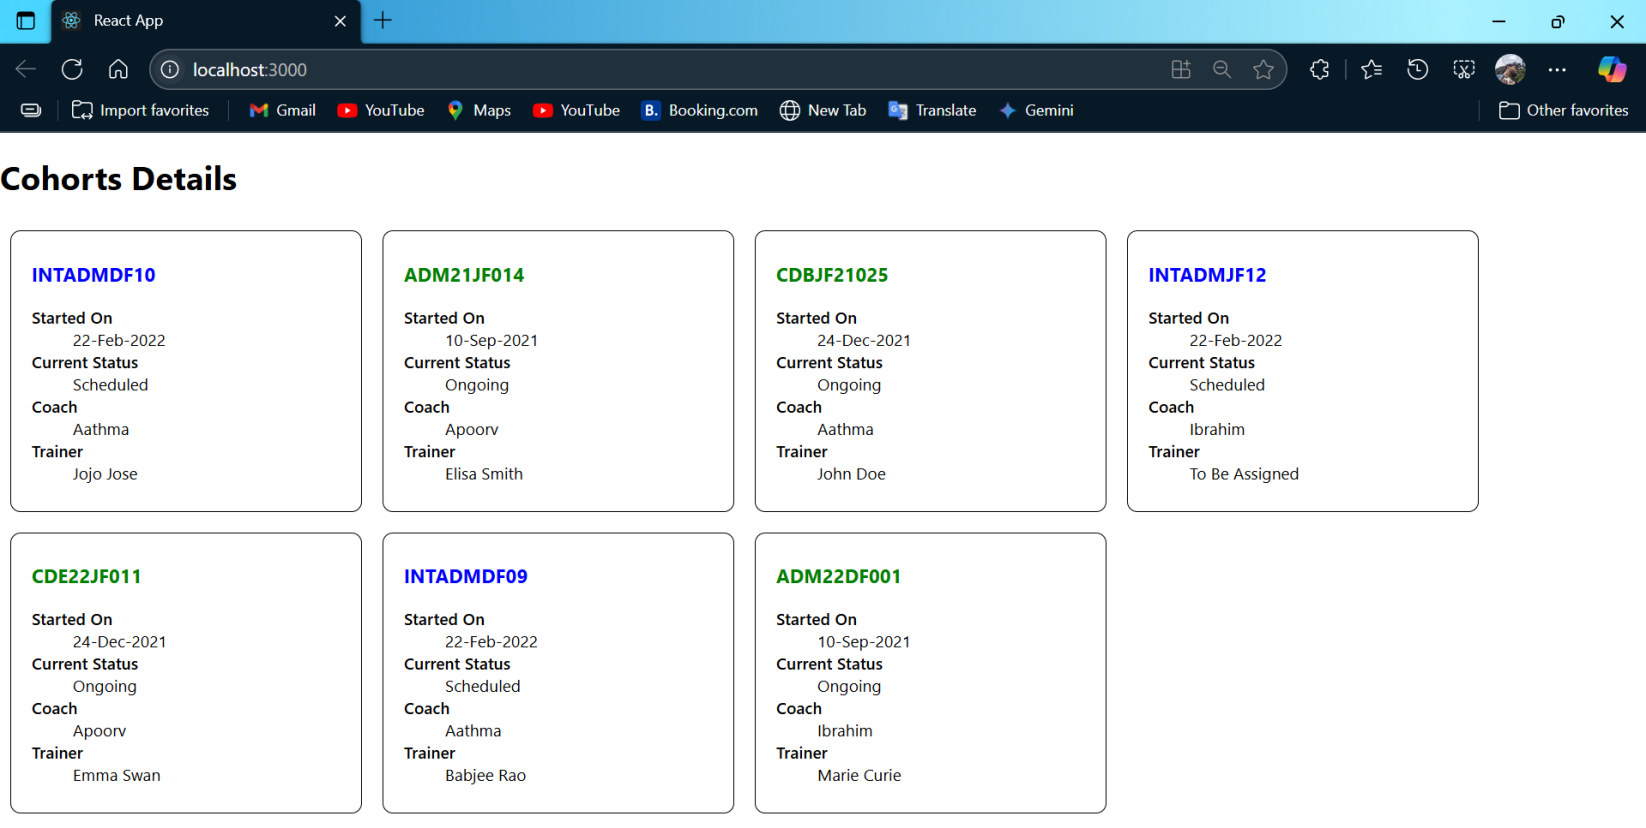 React App
localhost:3000
Import favorites
Gmail
YouTube
Maps
YouTube
B. Booking.com
New Tab
Translate
Gemini
Other favorites
Cohorts Details
INTADMDF10
Started On
22-Feb-2022
Current Status
Scheduled
Coach
Aathma
Trainer
Jojo Jose
ADM21JF014
Started On
10-Sep-2021
Current Status
Ongoing
Coach
Apoorv
Trainer
Elisa Smith
CDBJF21025
Started On
24-Dec-2021
Current Status
Ongoing
Coach
Aathma
Trainer
John Doe
INTADMJF12
Started On
22-Feb-2022
Current Status
Scheduled
Coach
Ibrahim
Trainer
To Be Assigned
CDE22JF011
Started On
24-Dec-2021
Current Status
Ongoing
Coach
Apoorv
Trainer
Emma Swan
INTADMDF09
Started On
22-Feb-2022
Current Status
Scheduled
Coach
Aathma
Trainer
Babjee Rao
ADM22DF001
Started On
10-Sep-2021
Current Status
Ongoing
Coach
Ibrahim
Trainer
Marie Curie